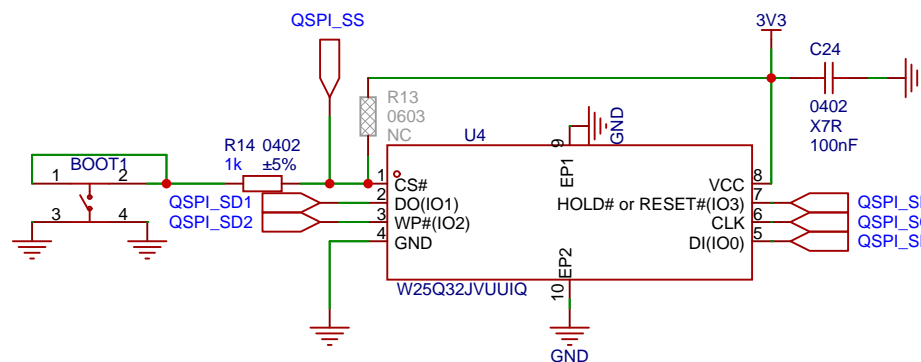 QSPI_SS
3V3
C24
0402
X7R
100nF
R13
0603
NC
U4
GND
9
EP1
R14 0402
1k ±5%
BOOT1
1 2
3 4
QSPI_SD1
QSPI_SD2
1 CS#
2 DO(IO1)
3 WP#(IO2)
4 GND
VCC 8
HOLD# or RESET#(IO3) 7
CLK 6
DI(IO0) 5
EP2
10
W25Q32JVUUIQ
GND